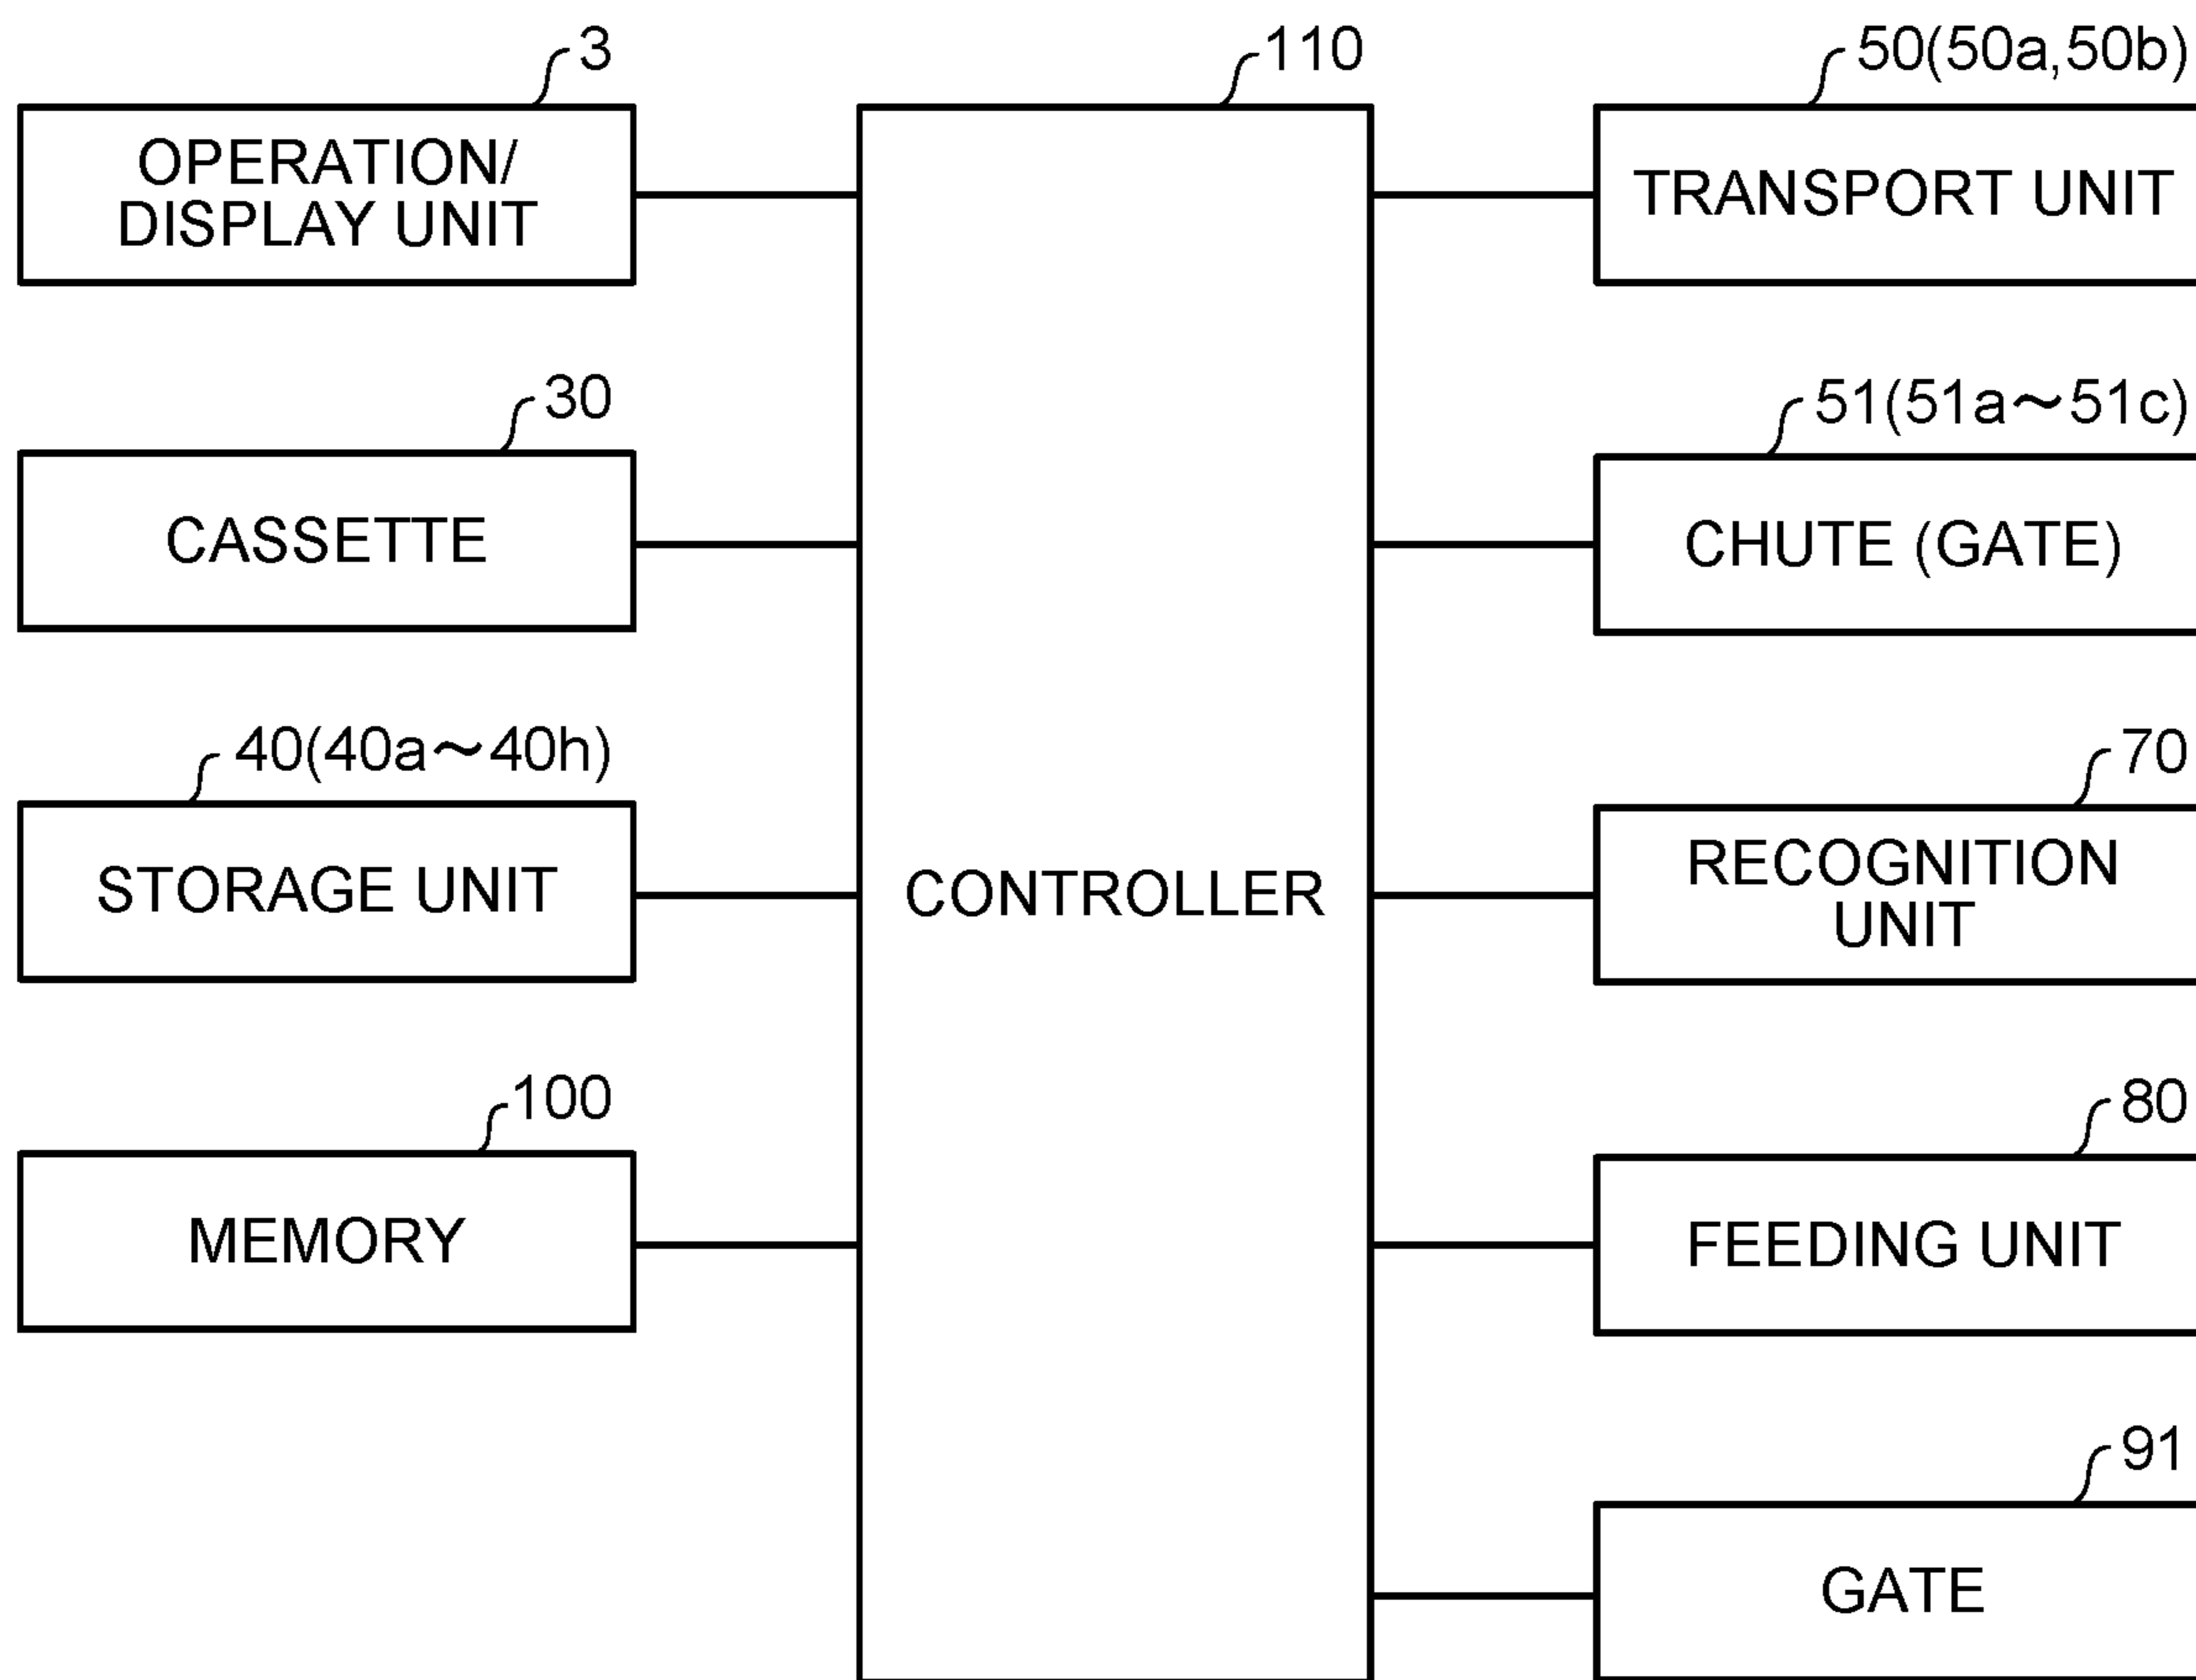 3
OPERATION/
DISPLAY UNIT
30
CASSETTE
40(40a～40h)
STORAGE UNIT
100
MEMORY
110
CONTROLLER
50(50a,50b)
TRANSPORT UNIT
51(51a～51c)
CHUTE (GATE)
70
RECOGNITION
UNIT
80
FEEDING UNIT
91
GATE